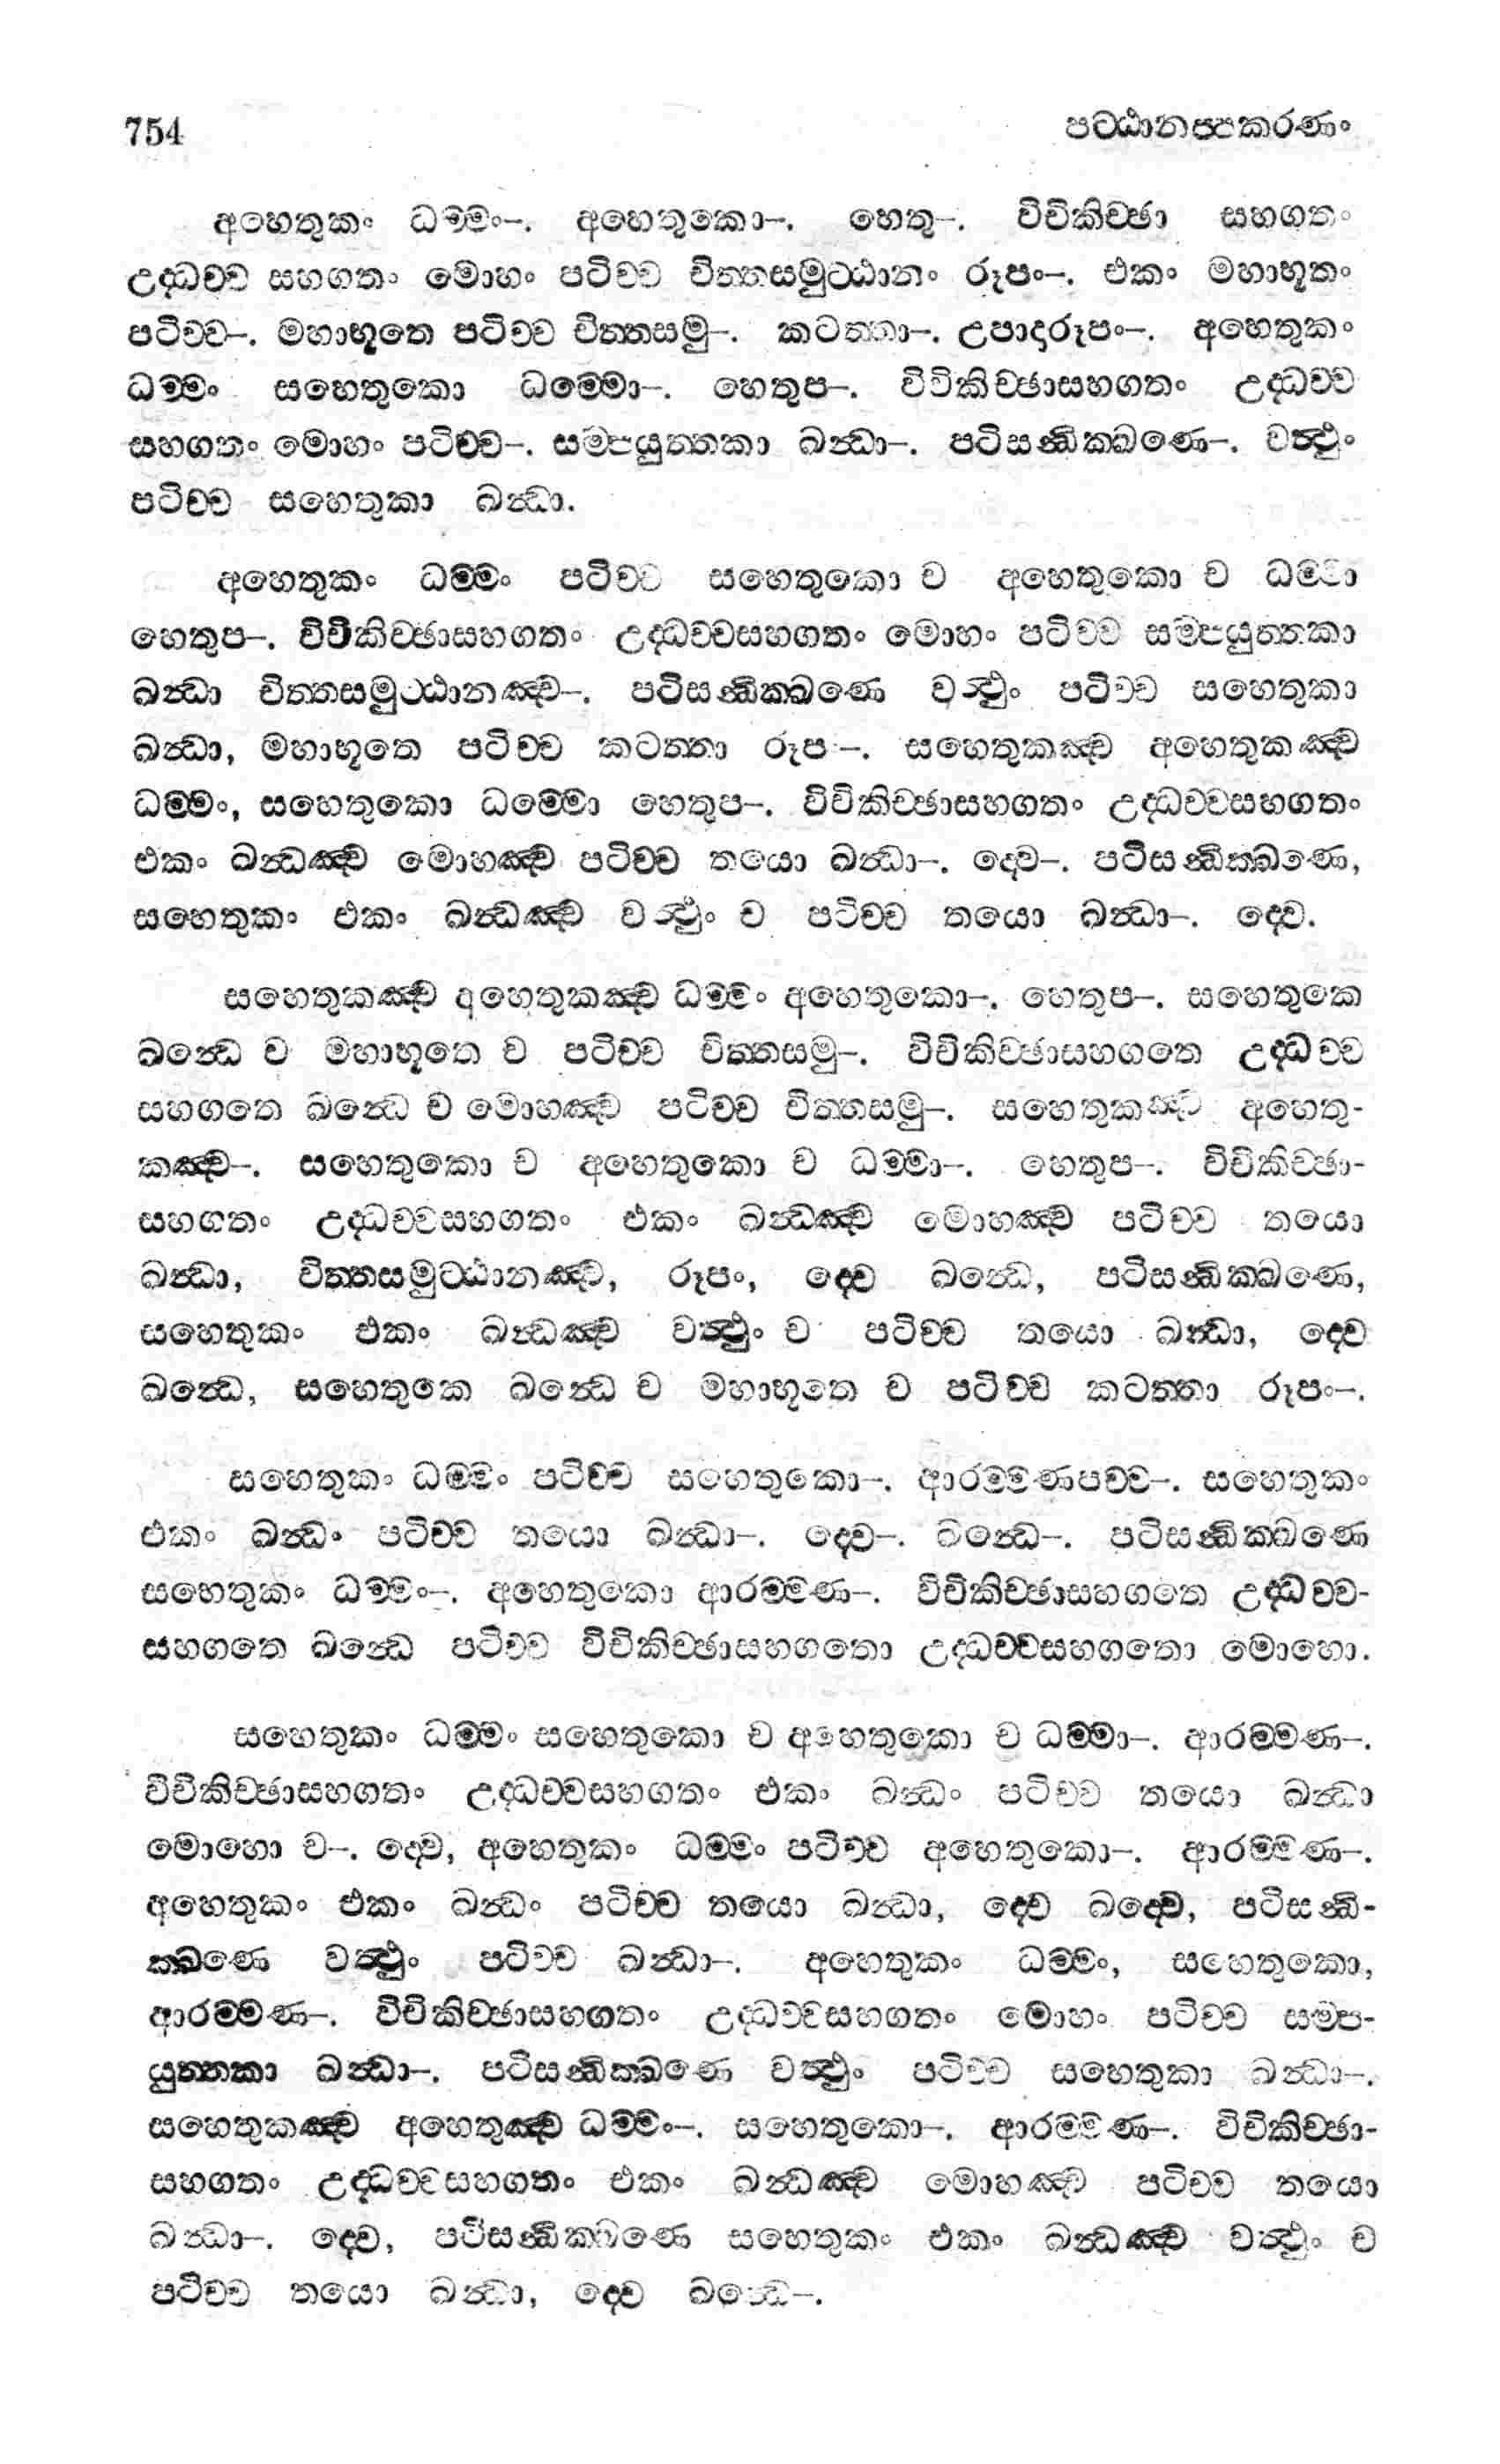 754 පට්ඨානප්පකරණං
අහෙතුකං ධම්මං–. අහෙතුකො–. හෙතු–. විචිකිච්ඡා සහගතං
උද්ධච්ච සහගතං මොහං පටිච්ච චිත්තසමුට්ඨානං රූපං–. එකං මහාභූතං
පටිච්ච–. මහාභූතෙ පටිච්ච චිත්තසමු–. කටත්තා–. උපාදාරූපං–. අහෙතුකං
ධම්මං සහෙතුකො ධම්මො–. හෙතුප–. විචිකිච්ඡාසහගතං උද්ධච්ච
සහගතං මොහං පටිච්ච–. සම්පයුත්තකා ඛන්ධා–. පටිසන්ධික්ඛණෙ–. වත්ථුං
පටිච්ච සහෙතුකා ඛන්ධා.
අහෙතුකං ධම්මං පටිච්ච සහෙතුකො ච අහෙතුකො ච ධම්මා
හෙතුප–. විචිකිච්ඡාසහගතං උද්ධච්චසහගතං මොහං පටිච්ච සම්පයුත්තකා
ඛන්ධා චිත්තසමුට්ඨානඤ්ච–. පටිසන්ධික්ඛණෙ වත්ථුං පටිච්ච සහෙතුකා
ඛන්ධා, මහාභූතෙ පටිච්ච කටත්තා රූප–. සහෙතුකඤ්ච අහෙතුකඤ්ච
ධම්මං, සහෙතුකො ධම්මො හෙතුප–. විචිකිච්ඡාසහගතං උද්ධච්චසහගතං
එකං ඛන්ධඤ්ච මොහඤ්ච පටිච්ච තයො ඛන්ධා–. ද්වෙ–. පටිසන්ධික්ඛණෙ,
සහෙතුකං එකං ඛන්ධඤ්ච වත්ථුං ච පටිච්ච තයො ඛන්ධා–. ද්වෙ.
සහෙතුකඤ්ච අහෙතුකඤ්ච ධම්මං අහෙතුකො–. හෙතුප–. සහෙතුකෙ
ඛන්ධෙ ච මහාභූතෙ ච පටිච්ච චිත්තසමු–. විචිකිච්ඡාසහගතෙ උද්ධච්ච
සහගතෙ ඛන්ධෙ ච මොහඤ්ච පටිච්ච චිත්තසමු–. සහෙතුකඤ්ච අහෙතු-
කඤ්ච–. සහෙතුකො ච අහෙතුකො ච ධම්මා–. හෙතුප–. විචිකිච්ඡා-
සහගතං උද්ධච්චසහගතං එකං ඛන්ධඤ්ච මොහඤ්ච පටිච්ච තයො
ඛන්ධා, චිත්තසමුට්ඨානඤ්ච, රූපං, ද්වෙ ඛන්ධෙ, පටිසන්ධික්ඛණෙ,
සහෙතුකං එකං ඛන්ධඤ්ච වත්ථුං ච පටිච්ච තයො ඛන්ධා, ද්වෙ
ඛන්ධෙ, සහෙතුකෙ ඛන්ධෙ ච මහාභූතෙ ච පටිච්ච කටත්තා රූපං–.
සහෙතුකං ධම්මං පටිච්ච සහෙතුකො–. ආරම්මණපච්ච–. සහෙතුකං
එකං ඛන්ධං පටිච්ච තයො ඛන්ධා–. ද්වෙ–. ඛන්ධෙ–. පටිසන්ධික්ඛණෙ
සහෙතුකං ධම්මං–. අහෙතුකො ආරම්මණ–. විචිකිච්ඡාසහගතෙ උද්ධච්ච-
සහගතෙ ඛන්ධෙ පටිච්ච විචිකිච්ඡාසහගතො උද්ධච්චසහගතො මොහො.
සහෙතුකං ධම්මං සහෙතුකො ච අහෙතුකො ච ධම්මා–. ආරම්මණ–.
විචිකිච්ඡාසහගතං උද්ධච්චසහගතං එකං ඛන්ධං පටිච්ච තයො ඛන්ධා
මොහො ච–. ද්වෙ, අහෙතුකං ධම්මං පටිච්ච අහෙතුකො–. ආරම්මණ–.
අහෙතුකං එකං ඛන්ධං පටිච්ච තයො ඛන්ධා, ද්වෙ ඛද්වෙ, පටිසන්ධි-
ක්ඛණෙ වත්ථුං පටිච්ච ඛන්ධා–. අහෙතුකං ධම්මං, සහෙතුකො,
ආරම්මණ–. විචිකිච්ඡාසහගතං උද්ධච්චසහගතං මොහං පටිච්ච සම්ප-
යුත්තකා ඛන්ධා–. පටිසන්ධික්ඛණෙ වත්ථුං පටිච්ච සහෙතුකා ඛන්ධා–.
සහෙතුකඤ්ච අහෙතුඤ්ච ධම්මං–. සහෙතුකො–. ආරම්මණ–. විචිකිච්ඡා-
සහගතං උද්ධච්චසහගතං එකං ඛන්ධඤ්ච මොහඤ්ච පටිච්ච තයො
ඛන්ධා–. ද්වෙ, පටිසන්ධික්ඛණෙ සහෙතුකං එකං ඛන්ධඤ්ච වත්ථුං ච
පටිච්ච තයො ඛන්ධා, ද්වෙ ඛන්ධෙ–.